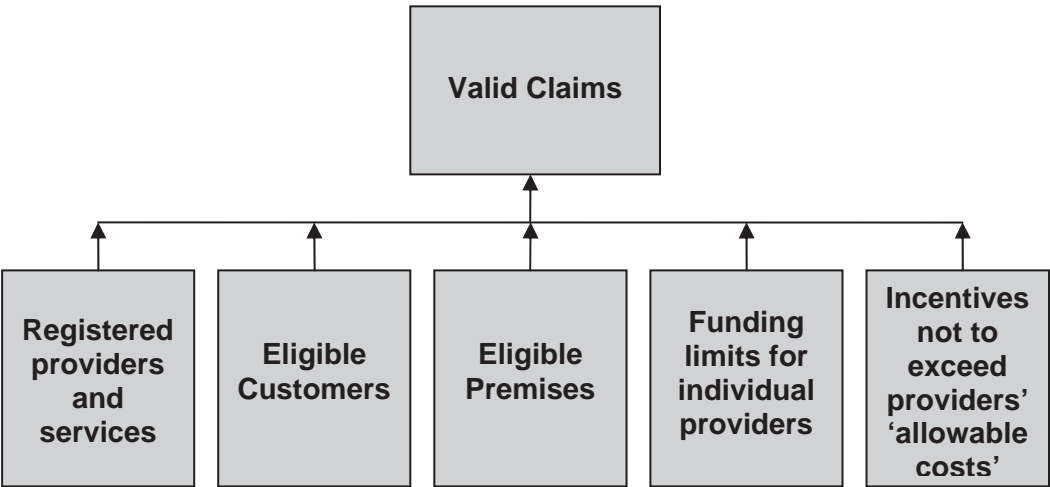 Valid Claims
Registered
providers
and
services
Eligible
Customers
Eligible
Premises
Funding
limits for
individual
providers
Incentives
not to
exceed
providers’
‘allowable
costs’